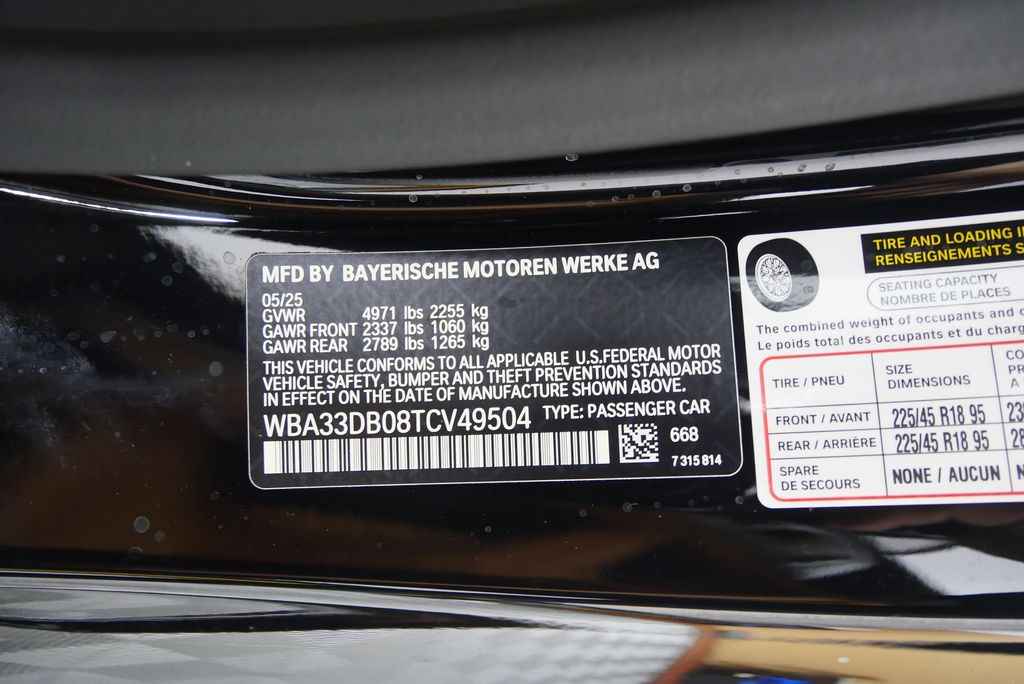 MFD BY BAYERISCHE MOTOREN WERKE AG
05/25
GVWR 4971 lbs 2255 kg
GAWR FRONT 2337 lbs 1060 kg
GAWR REAR 2789 lbs 1265 kg
THIS VEHICLE CONFORMS TO ALL APPLICABLE U.S.FEDERAL MOTOR
VEHICLE SAFETY, BUMPER AND THEFT PREVENTION STANDARDS
IN EFFECT ON THE DATE OF MANUFACTURE SHOWN ABOVE.
WBA33DB08TCV49504 TYPE: PASSENGER CAR
668
7 315 814
TIRE AND LOADING
RENSEIGNEMENTS
SEATING CAPACITY
NOMBRE DE PLACES
The combined weight of occupants and
Le poids total des occupants et du
TIRE / PNEU
SIZE
DIMENSIONS
FRONT / AVANT 225/45 R18 95
REAR / ARRIÈRE 225/45 R18 95
SPARE
DE SECOURS
NONE / AUCUN